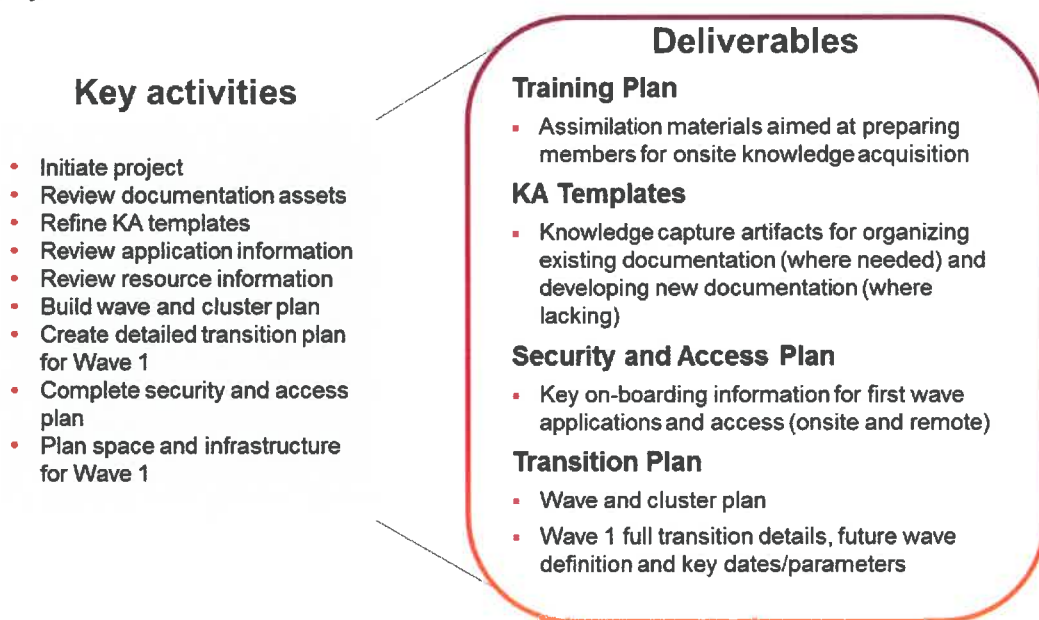 Key activities
Initiate project
Review documentation assets
Refine KA templates
Review application information
Review resource information
Build wave and cluster plan
Create detailed transition plan
for Wave 1
Complete security and access
plan
Plan space and infrastructure
for Wave 1
Deliverables
Training Plan
Assimilation materials aimed at preparing
members for onsite knowledge acquisition
KA Templates
Knowledge capture artifacts for organizing
existing documentation (where needed) and
developing new documentation (where
lacking)
Security and Access Plan
Key on-boarding information for first wave
applications and access (onsite and remote)
Transition Plan
Wave and cluster plan
Wave 1 full transition details, future wave
definition and key dates/parameters